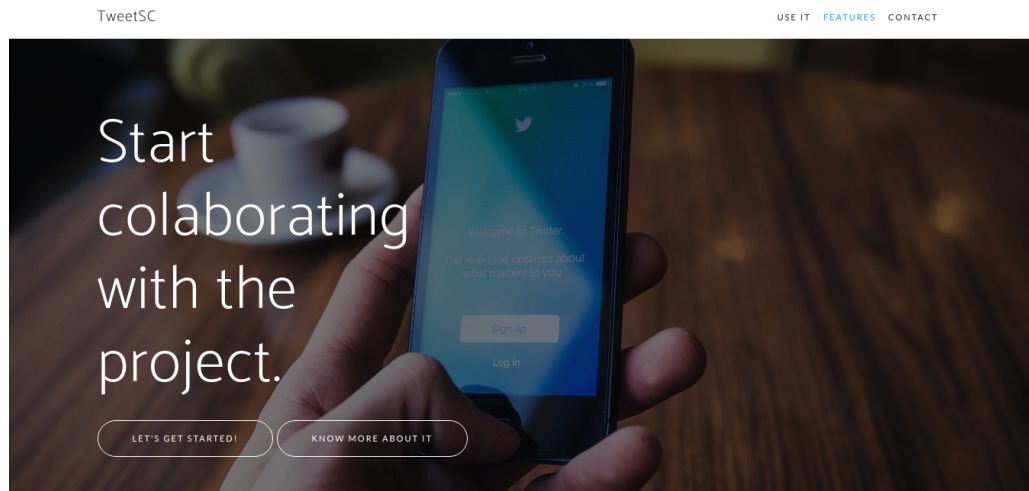 TweetSC
USE IT FEATURES CONTACT
Start
colaborating
with the
project.
Welcome to Twitter.
Get real-time updates about
what matters to you.
Sign up
Log in
LET'S GET STARTED!
KNOW MORE ABOUT IT